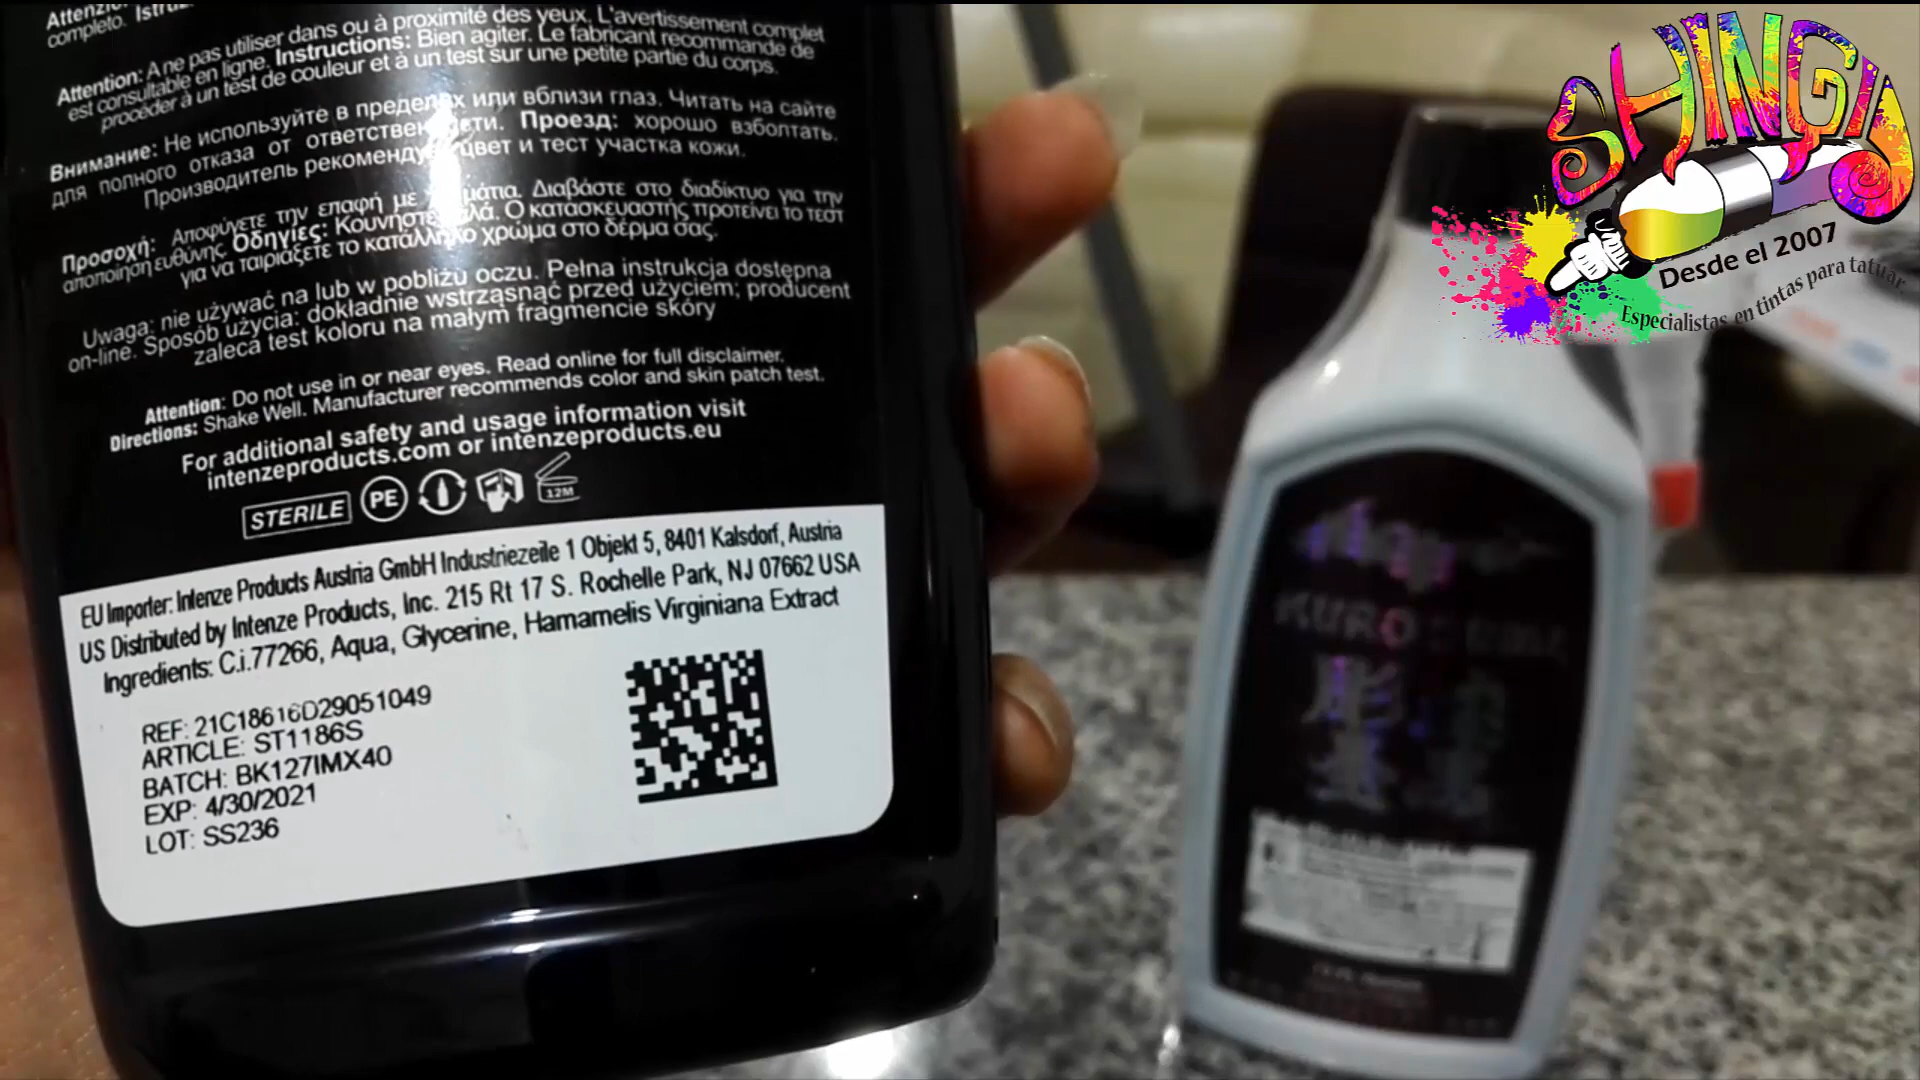 completo.
Attention: A ne pas utiliser dans ou à proximité des yeux. L'avertissement complet
est consultable en ligne. Instructions: Bien agiter. Le fabricant recommande de
procéder à un test de couleur et à un test sur une petite partie du corps.
Внимание: Не используйте в пределах или вблизи глаз. Читать на сайте
для полного отказа от ответственности. Проезд: хорошо взболтать.
Производитель рекомендует цвет и тест участка кожи.
Προσοχή: Αποφύγετε την επαφή με μάτια. Διαβάστε στο διαδίκτυο για την
αποποίηση ευθύνης. Οδηγίες: Κουνήστε καλά. Ο κατασκευαστής προτείνει το τεστ
για να ταιριάξετε το κατάλληλο χρώμα στο δέρμα σας.
Uwaga: nie używać na lub w pobliżu oczu. Pełna instrukcja dostępna
on-line. Sposób użycia: dokładnie wstrząsnąć przed użyciem; producent
zaleca test koloru na małym fragmencie skóry
Attention: Do not use in or near eyes. Read online for full disclaimer.
Directions: Shake Well. Manufacturer recommends color and skin patch test.
For additional safety and usage information visit
intenzeproducts.com or intenzeproducts.eu
STERILE PE 12M
EU Importer: Intenze Products Austria GmbH Industriezeile 1 Objekt 5, 8401 Kalsdorf, Austria
US Distributed by Intenze Products, Inc. 215 Rt 17 S. Rochelle Park, NJ 07662 USA
Ingredients: C.i.77266, Aqua, Glycerine, Hamamelis Virginiana Extract
REF: 21C18616D29051049
ARTICLE: ST1186S
BATCH: BK127IMX40
EXP: 4/30/2021
LOT: SS236
SHINGA
Desde el 2007
Especialistas en tintas para tatuar
KURO